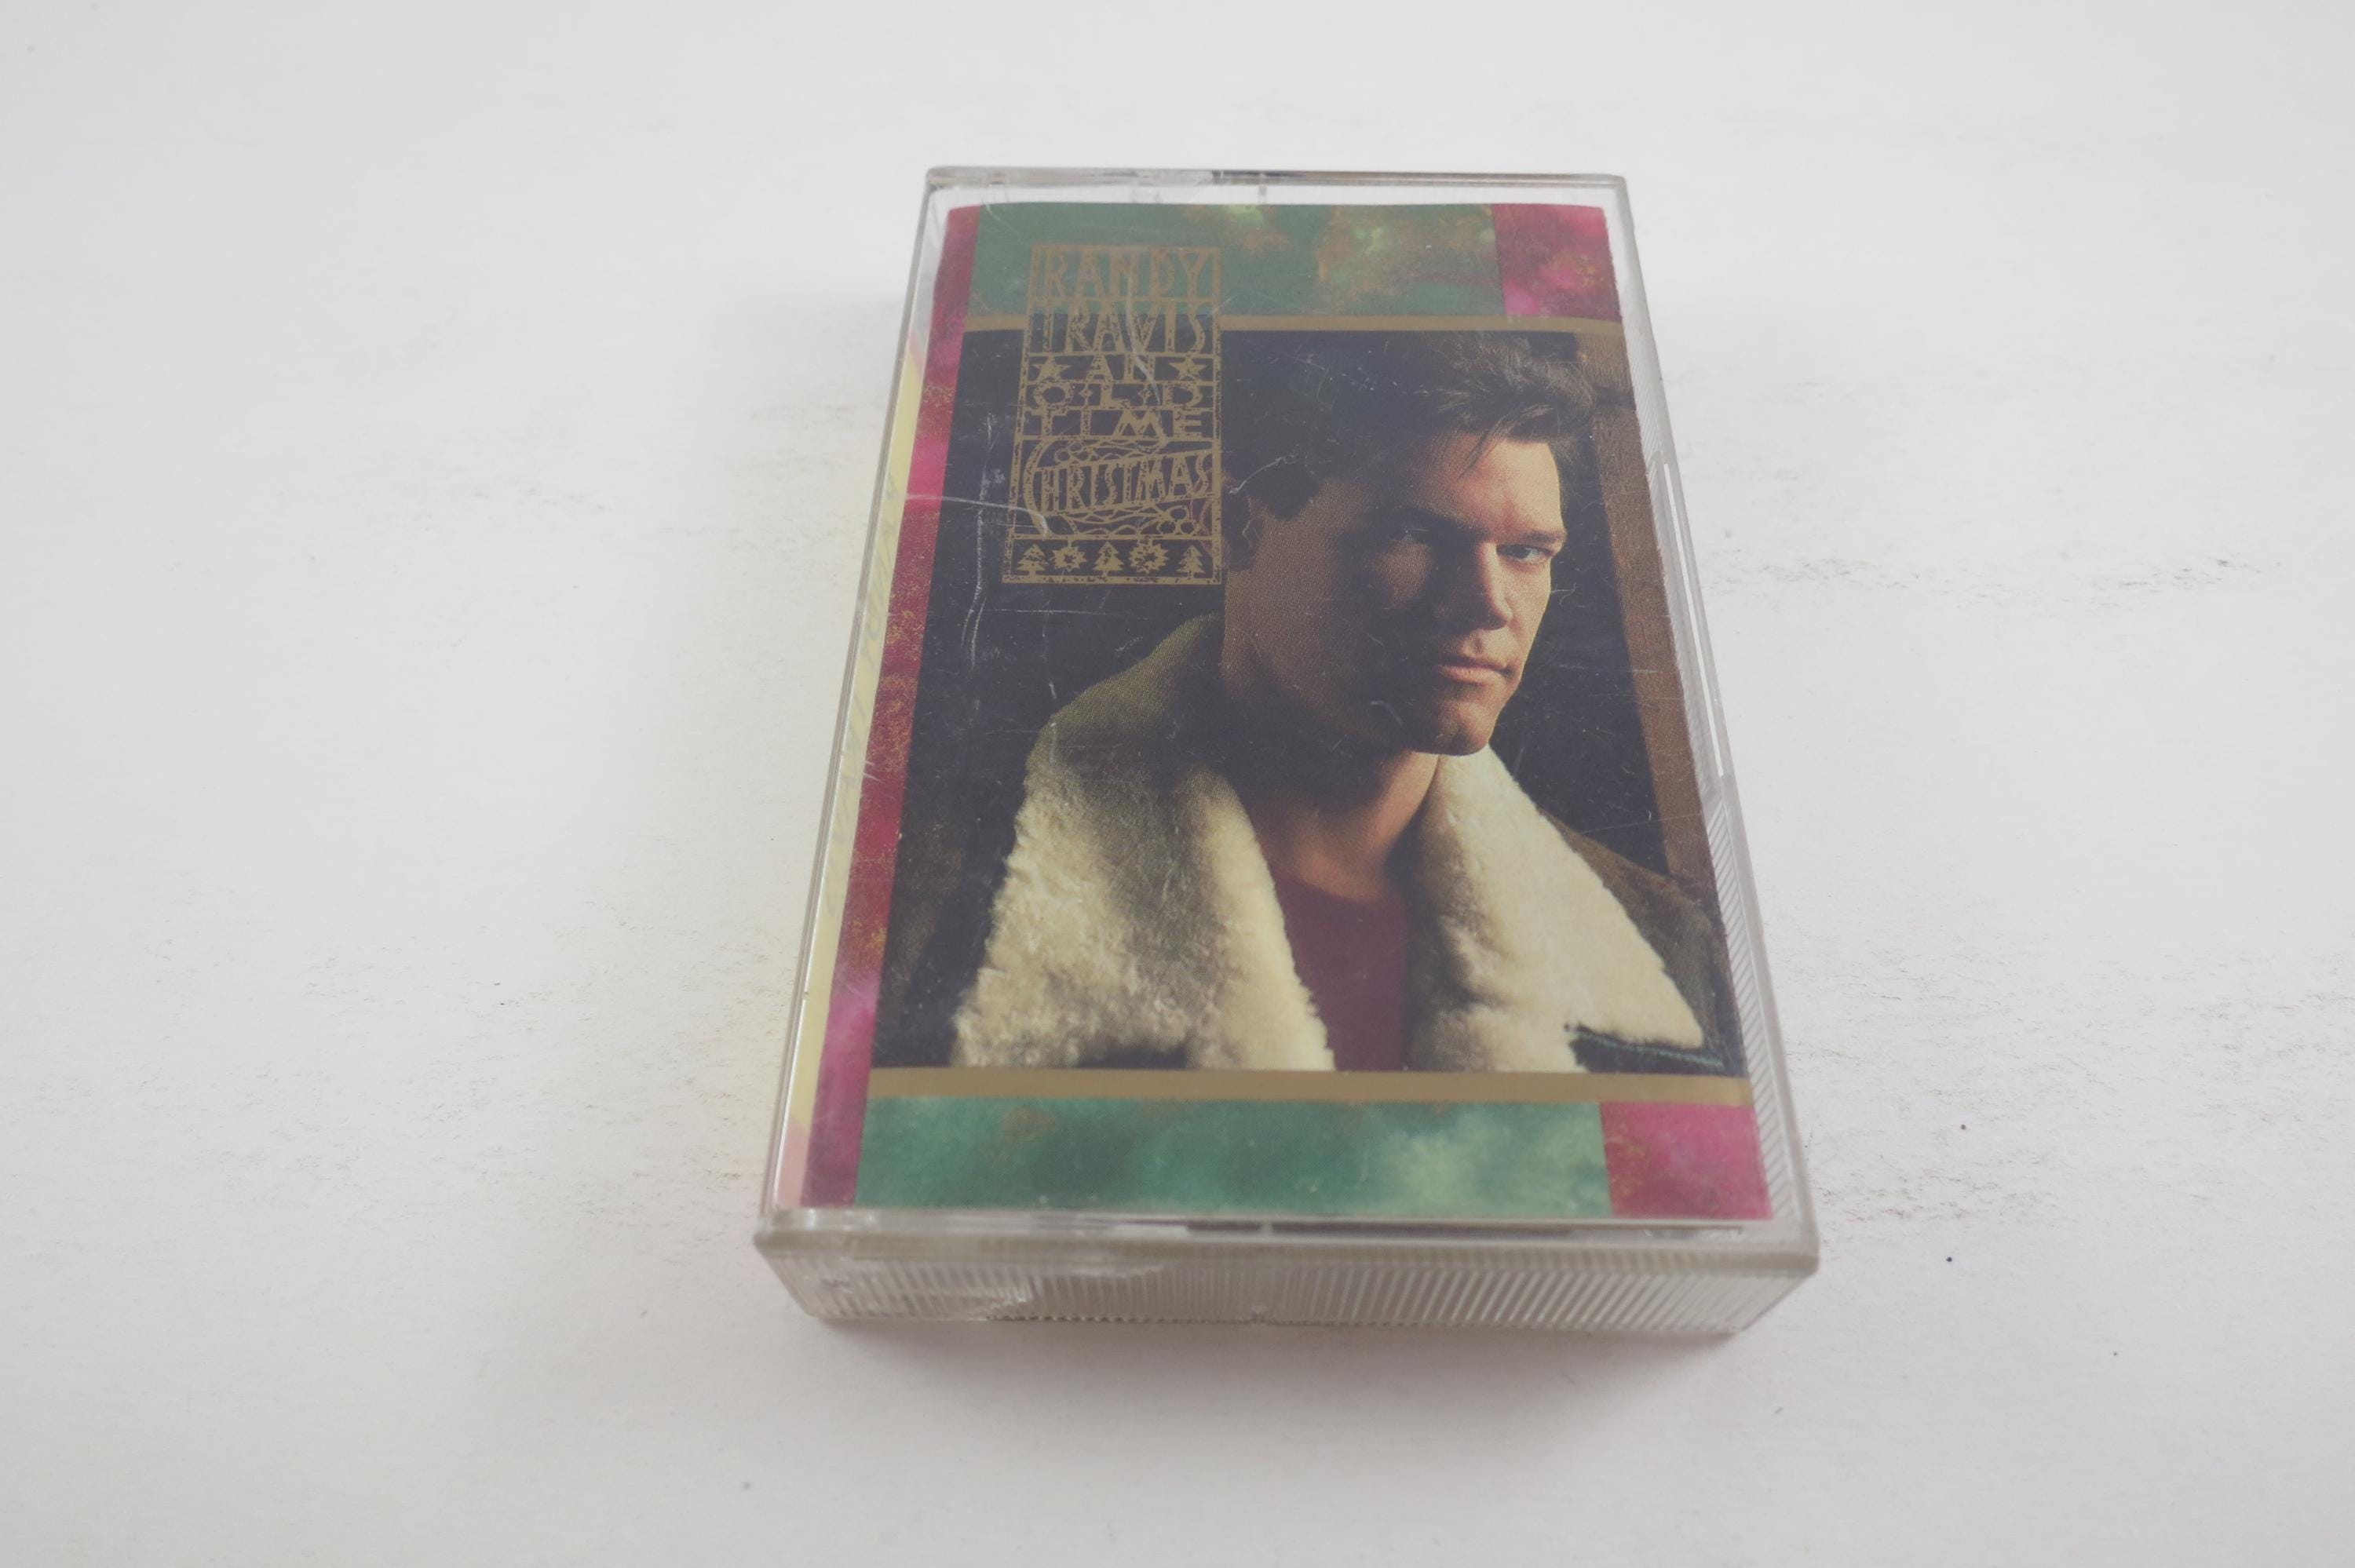 RANDY
TRAVIS
AN
OLD
TIME
CHRISTMAS